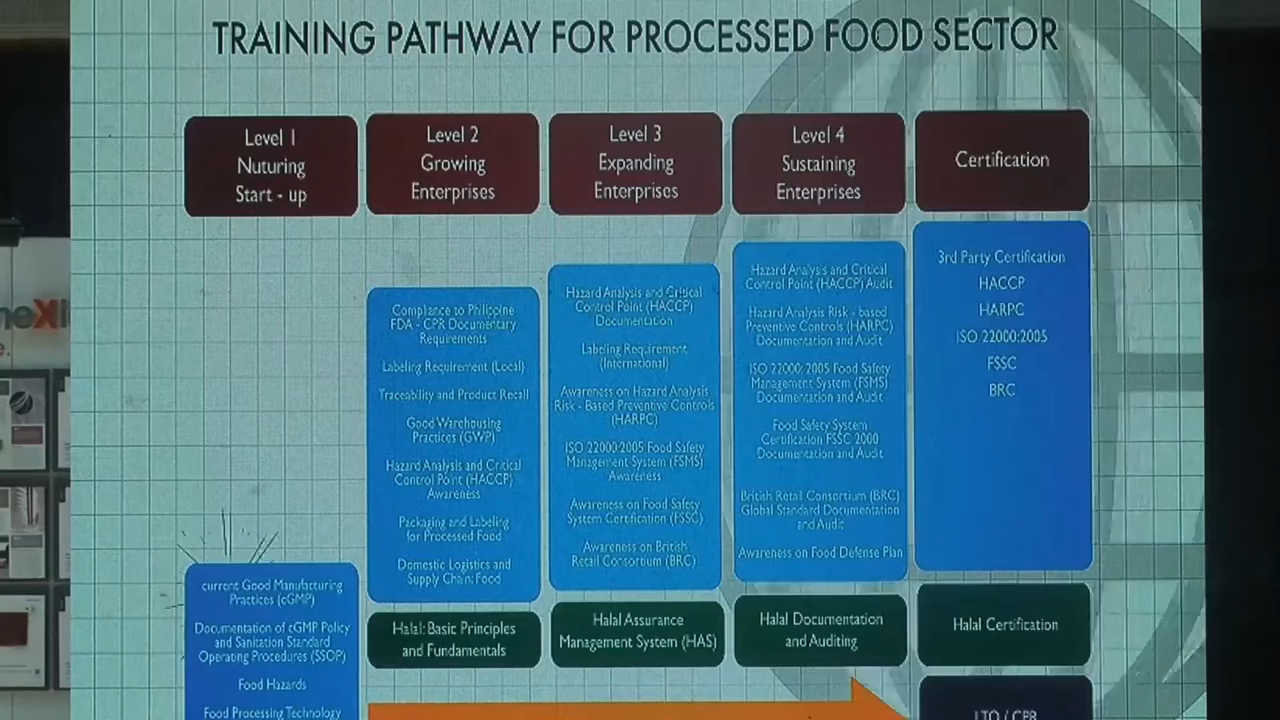 TRAINING PATHWAY FOR PROCESSED FOOD SECTOR
Level 1
Nuturing
Start - up
Level 2
Growing
Enterprises
Level 3
Expanding
Enterprises
Level 4
Sustaining
Enterprises
Certification
current Good Manufacturing
Practices (cGMP)
Documentation of cGMP Policy
and Sanitation Standard
Operating Procedures (SSOP)
Food Hazards
Food Processing Technology
Compliance to Philippine
FDA - CPR Documentary
Requirements
Labeling Requirement (Local)
Traceability and Product Recall
Good Warehousing
Practices (GWP)
Hazard Analysis and Critical
Control Point (HACCP)
Awareness
Packaging and Labeling
for Processed Food
Domestic Logistics and
Supply Chain: Food
Halal: Basic Principles
and Fundamentals
Hazard Analysis and Critical
Control Point (HACCP)
Documentation
Labeling Requirement
(International)
Awareness on Hazard Analysis
Risk - Based Preventive Controls
(HARPC)
ISO 22000:2005 Food Safety
Management System (FSMS)
Awareness
Awareness on Food Safety
System Certification (FSSC)
Awareness on British
Retail Consortium (BRC)
Halal Assurance
Management System (HAS)
Hazard Analysis and Critical
Control Point (HACCP) Audit
Hazard Analysis Risk - based
Preventive Controls (HARPC)
Documentation and Audit
ISO 22000: 2005 Food Safety
Management System (FSMS)
Documentation and Audit
Food Safety System
Certification FSSC 2000
Documentation and Audit
British Retail Consortium (BRC)
Global Standard Documentation
and Audit
Awareness on Food Defense Plan
Halal Documentation
and Auditing
3rd Party Certification
HACCP
HARPC
ISO 22000:2005
FSSC
BRC
Halal Certification
LTO / CPR